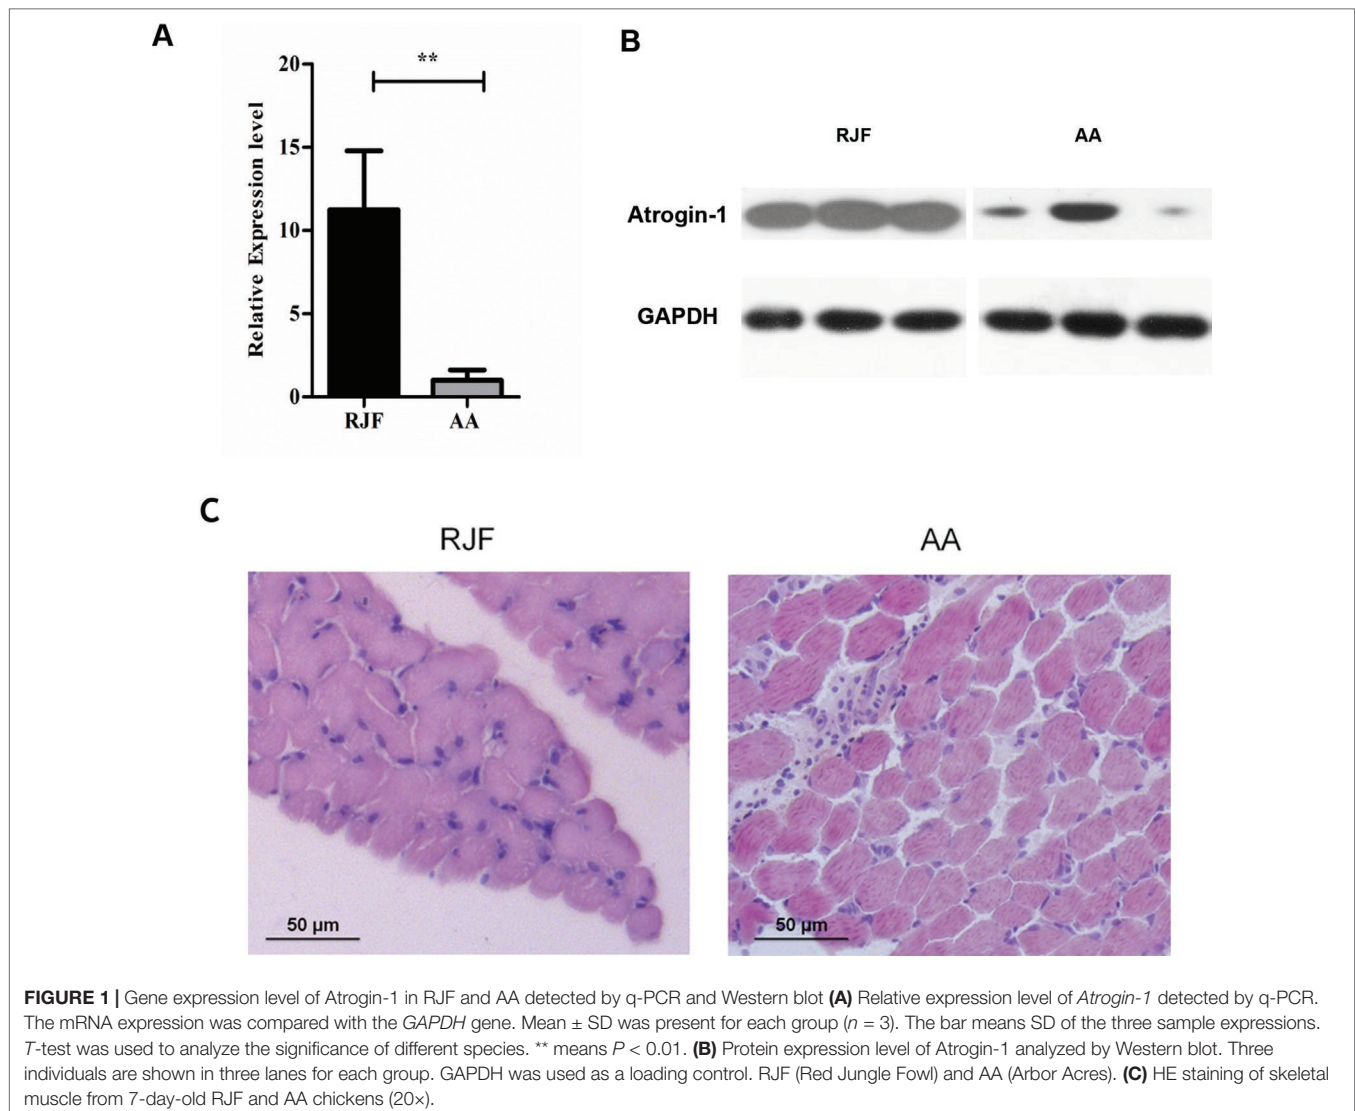 A
20
**
15
10
5
0
Relative Expression level
RJF
AA
B
RJF
AA
Atrogin-1
GAPDH
C
RJF
AA
50 µm
50 µm
FIGURE 1 | Gene expression level of Atrogin-1 in RJF and AA detected by q-PCR and Western blot (A) Relative expression level of Atrogin-1 detected by q-PCR.
The mRNA expression was compared with the GAPDH gene. Mean ± SD was present for each group (n = 3). The bar means SD of the three sample expressions.
T-test was used to analyze the significance of different species. ** means P < 0.01. (B) Protein expression level of Atrogin-1 analyzed by Western blot. Three
individuals are shown in three lanes for each group. GAPDH was used as a loading control. RJF (Red Jungle Fowl) and AA (Arbor Acres). (C) HE staining of skeletal
muscle from 7-day-old RJF and AA chickens (20×).